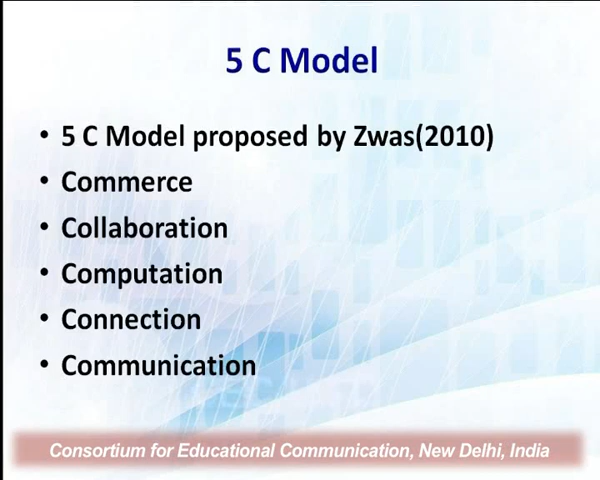 5 C Model
• 5 C Model proposed by Zwas(2010)
• Commerce
• Collaboration
• Computation
• Connection
• Communication
Consortium for Educational Communication, New Delhi, India